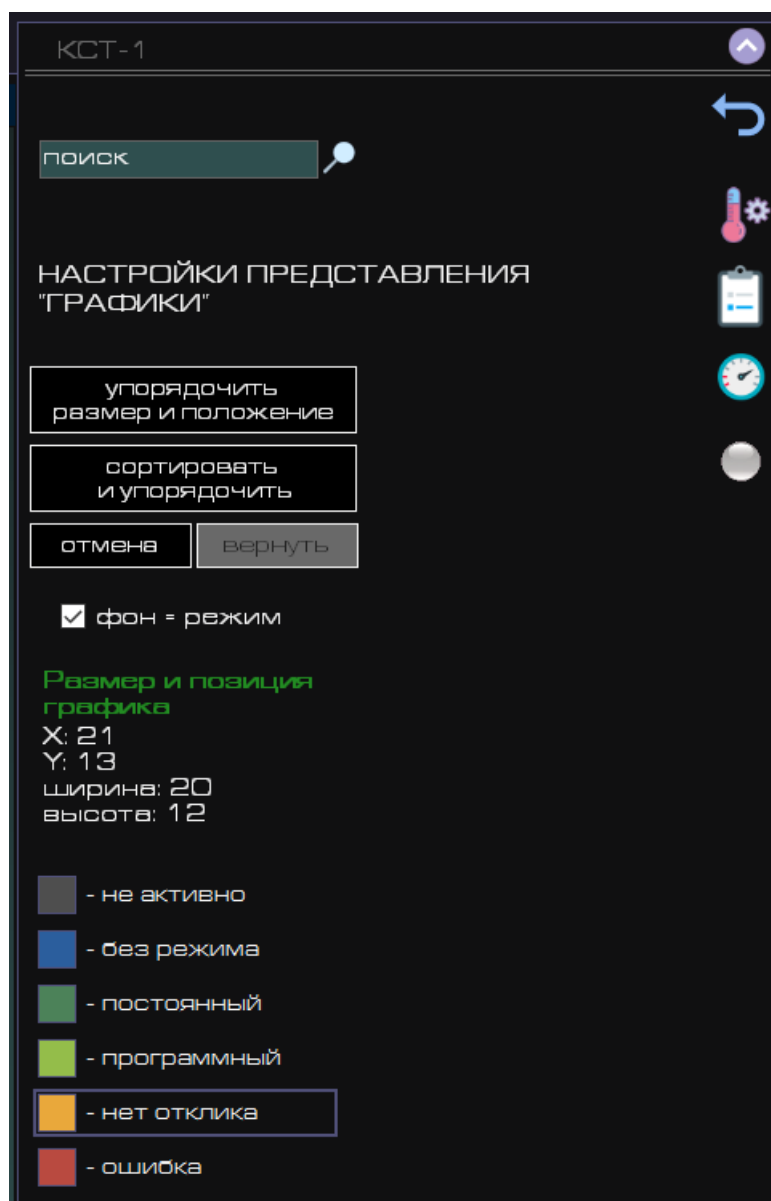 КСТ-1
поиск
НАСТРОЙКИ ПРЕДСТАВЛЕНИЯ
"ГРАФИКИ"
упорядочить
размер и положение
сортировать
и упорядочить
отмена
вернуть
фон = режим
Размер и позиция
графика
X: 21
Y: 13
ширина: 20
высота: 12
- не активно
- без режима
- постоянный
- программный
- нет отклика
- ошибка